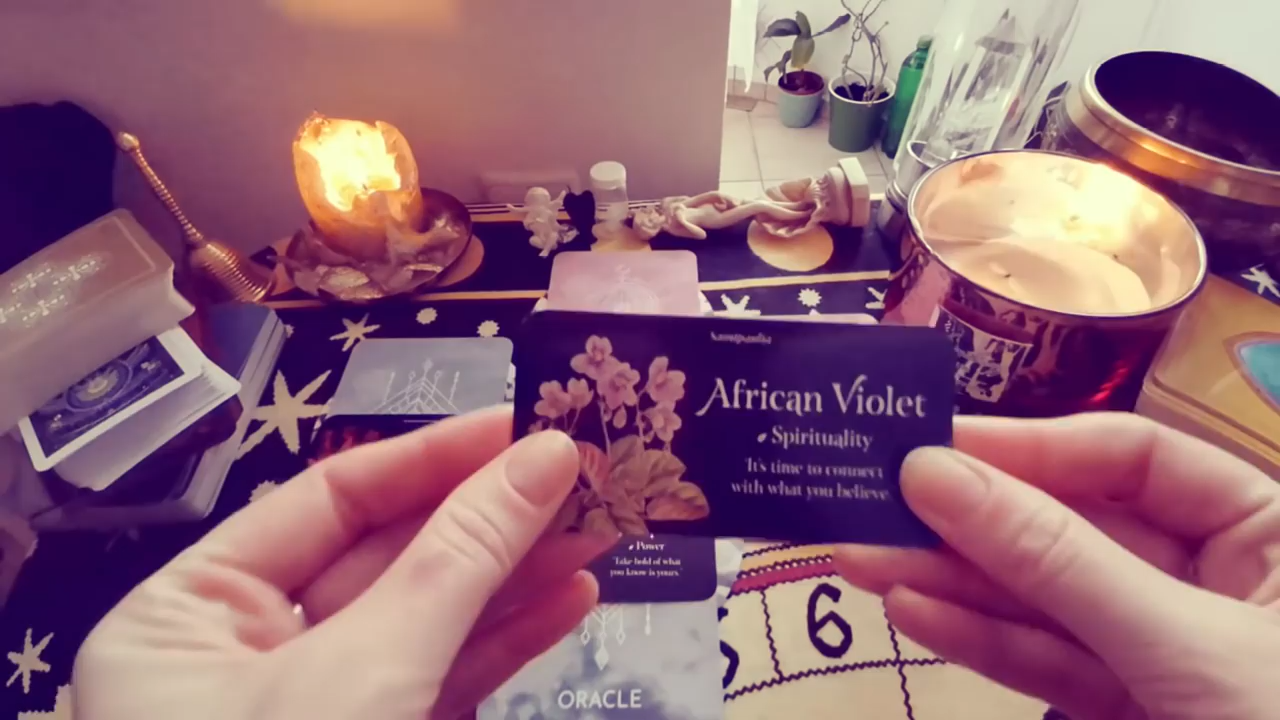 African Violet
Spirituality
"It's time to connect
with what you believe
Power
"Take hold of what
you know is yours."
6
ORACLE